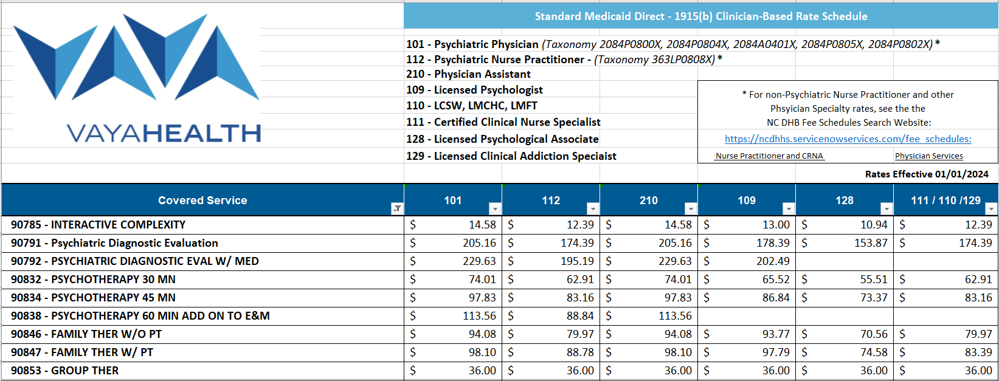 VAYAHEALTH
Standard Medicaid Direct - 1915(b) Clinician-Based Rate Schedule
101 - Psychiatric Physician (Taxonomy 2084P0800X, 2084P0804X, 2084A0401X, 2084P0805X, 2084P0802X) *
112 - Psychiatric Nurse Practitioner - (Taxonomy 363LP0808X) *
210 - Physician Assistant
109 - Licensed Psychologist
110 - LCSW, LMCHC, LMFT
111 - Certified Clinical Nurse Specialist
128 - Licensed Psychological Associate
129 - Licensed Clinical Addiction Speciaist
* For non-Psychiatric Nurse Practitioner and other
Phsyician Specialty rates, see the the
NC DHB Fee Schedules Search Website:
https://ncdhhs.servicenowservices.com/fee_schedules:
Nurse Practitioner and CRNA Physician Services
Rates Effective 01/01/2024
Covered Service 101 112 210 109 128 111 / 110 /129
90785 - INTERACTIVE COMPLEXITY $ 14.58 $ 12.39 $ 14.58 $ 13.00 $ 10.94 $ 12.39
90791 - Psychiatric Diagnostic Evaluation $ 205.16 $ 174.39 $ 205.16 $ 178.39 $ 153.87 $ 174.39
90792 - PSYCHIATRIC DIAGNOSTIC EVAL W/ MED $ 229.63 $ 195.19 $ 229.63 $ 202.49
90832 - PSYCHOTHERAPY 30 MN $ 74.01 $ 62.91 $ 74.01 $ 65.52 $ 55.51 $ 62.91
90834 - PSYCHOTHERAPY 45 MN $ 97.83 $ 83.16 $ 97.83 $ 86.84 $ 73.37 $ 83.16
90838 - PSYCHOTHERAPY 60 MIN ADD ON TO E&M $ 113.56 $ 88.84 $ 113.56
90846 - FAMILY THER W/O PT $ 94.08 $ 79.97 $ 94.08 $ 93.77 $ 70.56 $ 79.97
90847 - FAMILY THER W/ PT $ 98.10 $ 88.78 $ 98.10 $ 97.79 $ 74.58 $ 83.39
90853 - GROUP THER $ 36.00 $ 36.00 $ 36.00 $ 36.00 $ 36.00 $ 36.00